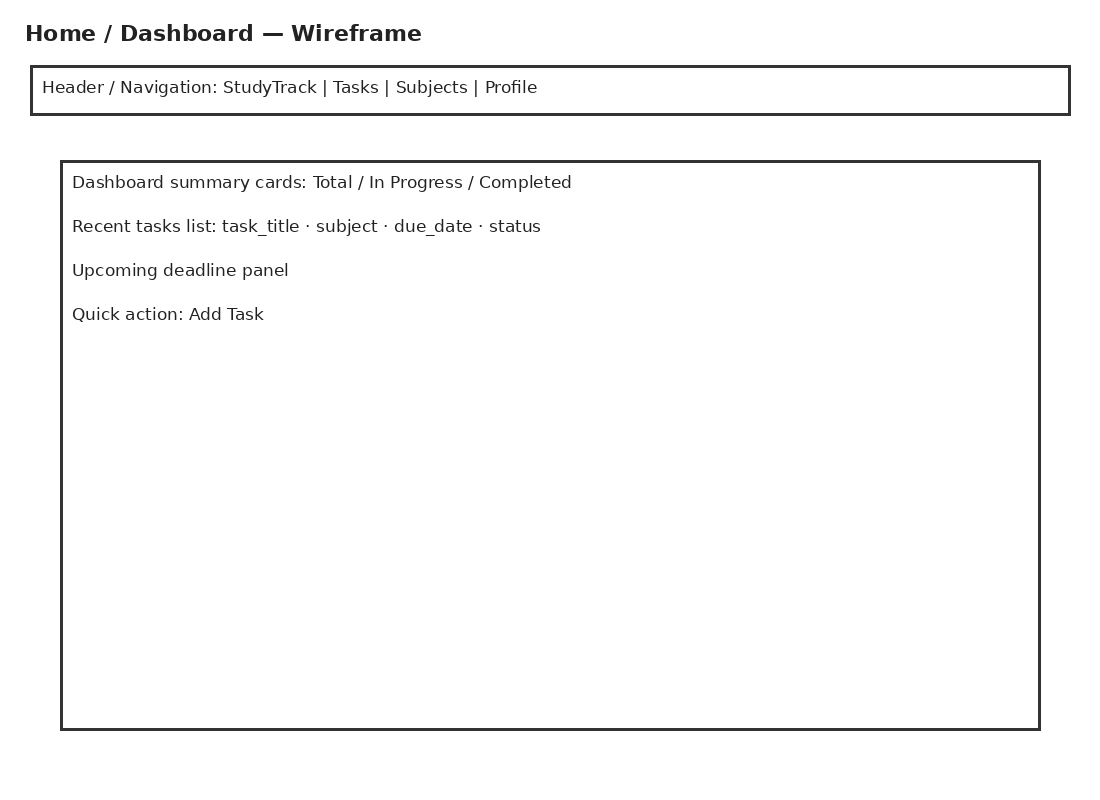 Home / Dashboard — Wireframe
Header / Navigation: StudyTrack | Tasks | Subjects | Profile
Dashboard summary cards: Total / In Progress / Completed
Recent tasks list: task_title · subject · due_date · status
Upcoming deadline panel
Quick action: Add Task